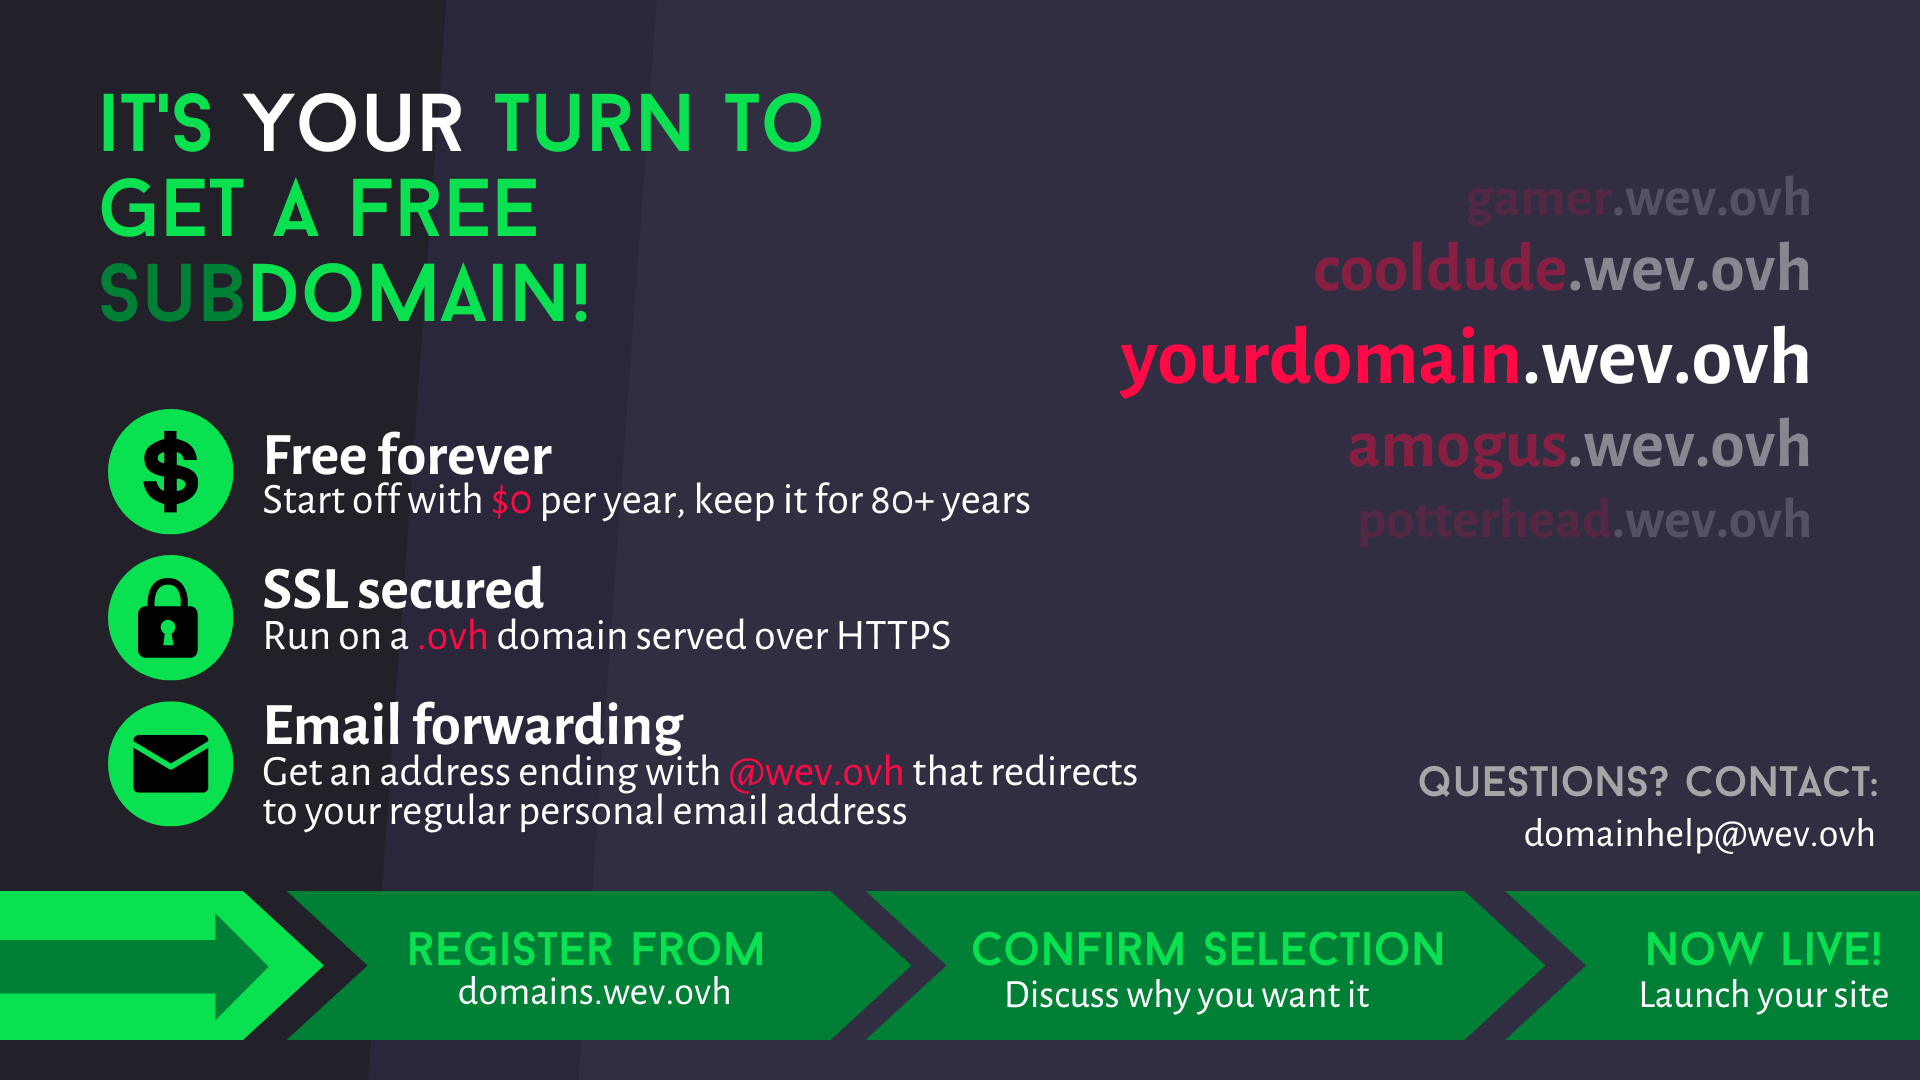 IT'S YOUR TURN TO
GET A FREE
SUBDOMAIN!
gamer.wev.ovh
cooldude.wev.ovh
yourdomain.wev.ovh
amogus.wev.ovh
potterhead.wev.ovh
$
Free forever
Start off with $0 per year, keep it for 80+ years
SSL secured
Run on a .ovh domain served over HTTPS
Email forwarding
Get an address ending with @wev.ovh that redirects
to your regular personal email address
QUESTIONS? CONTACT:
domainhelp@wev.ovh
REGISTER FROM
domains.wev.ovh
CONFIRM SELECTION
Discuss why you want it
NOW LIVE!
Launch your site